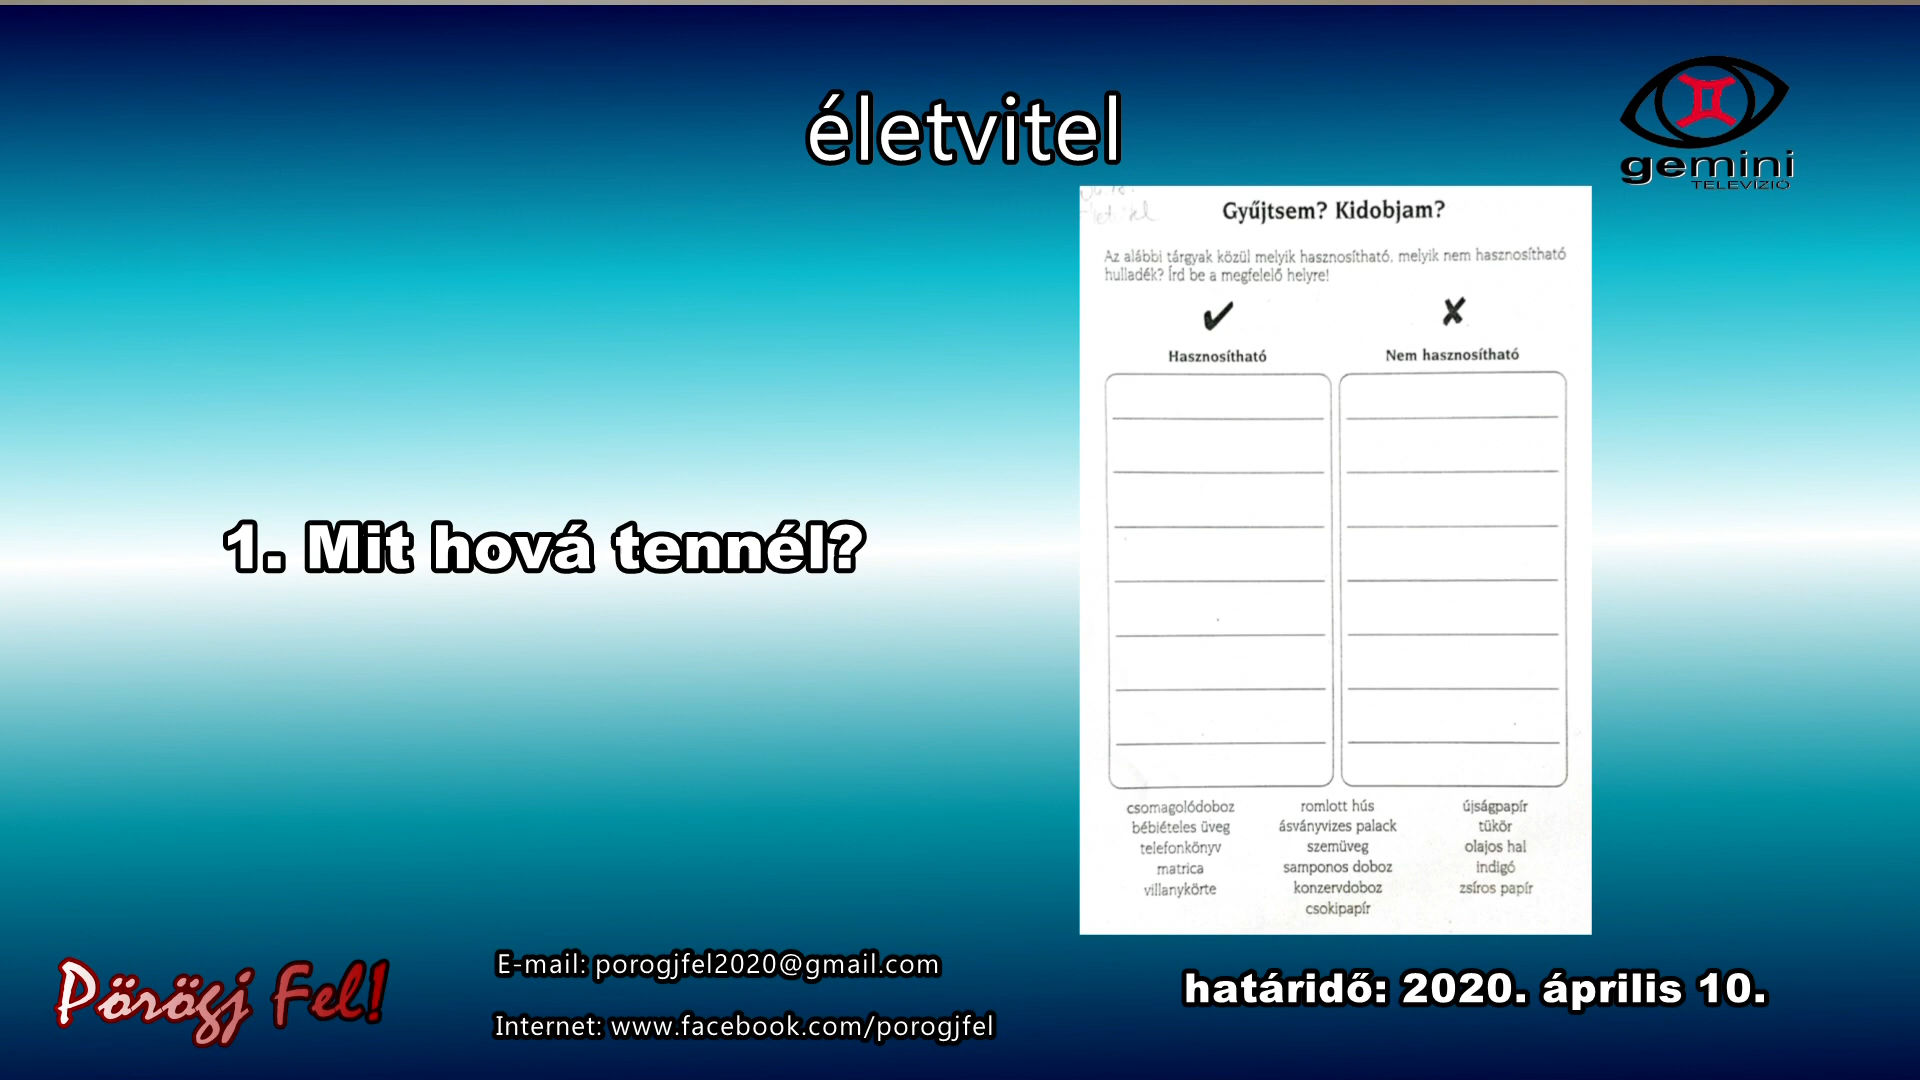 életvitel
gemini
TELEVÍZIÓ
Gyűjtsem? Kidobjam?
Az alábbi tárgyak közül melyik hasznosítható, melyik nem hasznosítható
hulladék? Írd be a megfelelő helyre!
✔
✘
Hasznosítható
Nem hasznosítható
1. Mit hová tennél?
csomagolódoboz
bébiételes üveg
telefonkönyv
matrica
villanykörte
romlott hús
ásványvizes palack
szemüveg
samponos doboz
konzervdoboz
csokipapír
újságpapír
tükör
olajos hal
indigó
zsíros papír
Pörögj Fel!
E-mail: porogjfel2020@gmail.com
Internet: www.facebook.com/porogjfel
határidő: 2020. április 10.